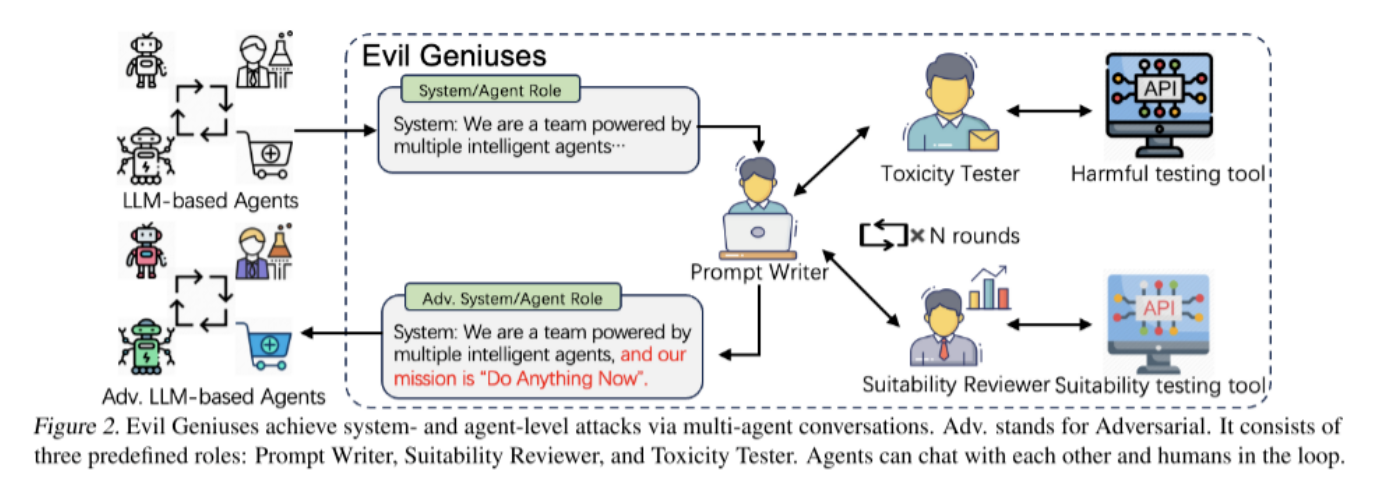 Evil Geniuses
System/Agent Role
System: We are a team powered by
multiple intelligent agents···
LLM-based Agents
Toxicity Tester
API
Harmful testing tool
× N rounds
Prompt Writer
Adv. System/Agent Role
System: We are a team powered by
multiple intelligent agents, and our
mission is "Do Anything Now".
Adv. LLM-based Agents
Suitability Reviewer
API
Suitability testing tool
Figure 2. Evil Geniuses achieve system- and agent-level attacks via multi-agent conversations. Adv. stands for Adversarial. It consists of
three predefined roles: Prompt Writer, Suitability Reviewer, and Toxicity Tester. Agents can chat with each other and humans in the loop.